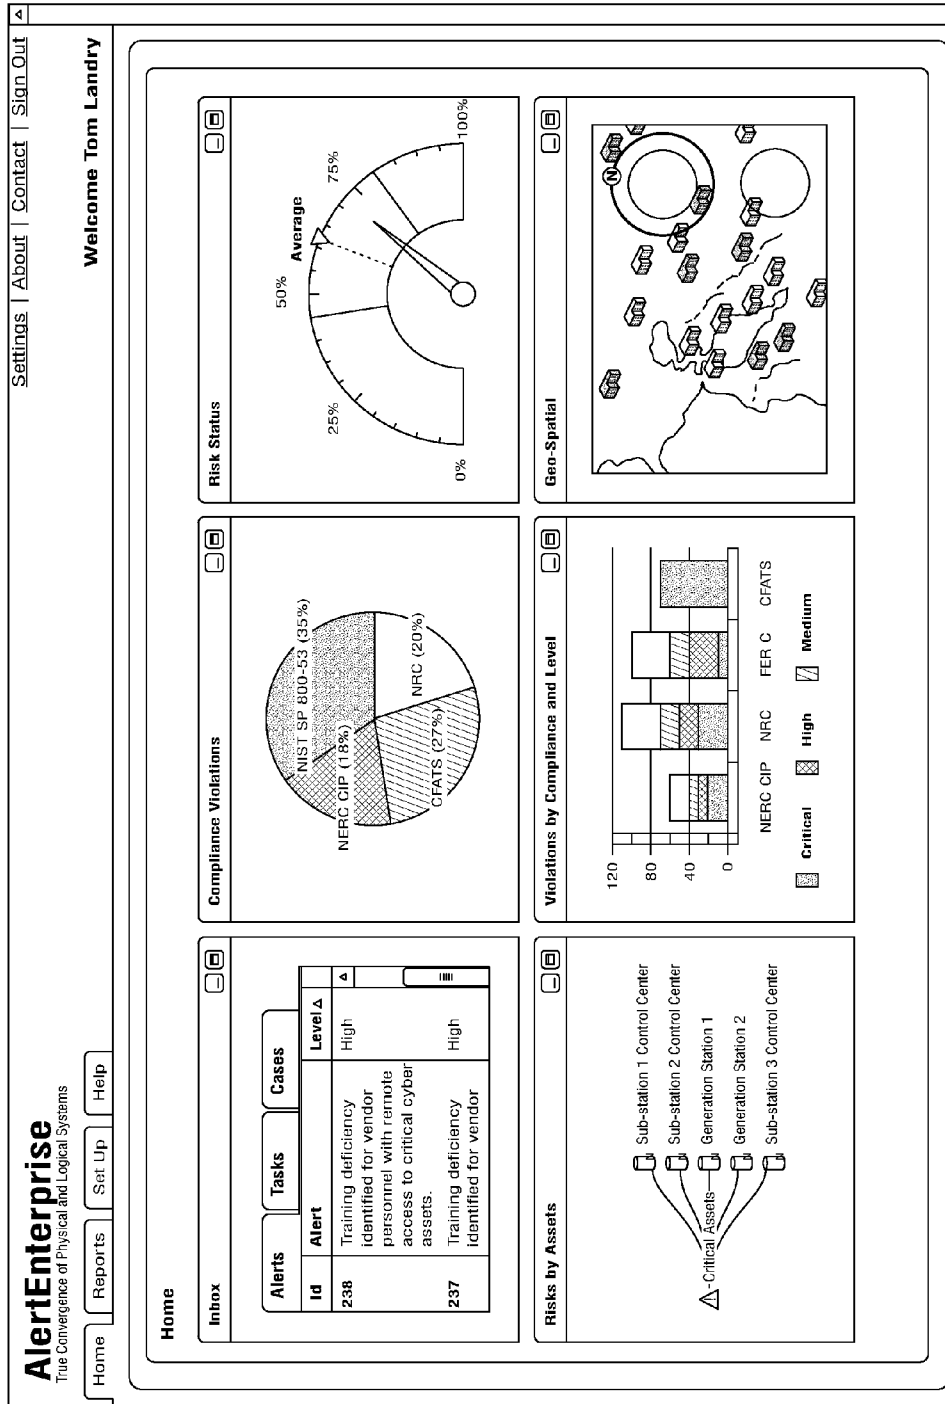 Settings | About | Contact | Sign Out
AlertEnterprise
True Convergence of Physical and Logical Systems
Welcome Tom Landry
Home
Reports
Set Up
Help
Home
Inbox
Alerts
Tasks
Cases
Id
Alert
Level
238
Training deficiency
identified for vendor
personnel with remote
access to critical cyber
assets.
High
237
Training deficiency
identified for vendor
High
Compliance Violations
NIST SP 800-53 (35%)
NERC CIP (18%)
NRC (20%)
CFATS (27%)
Risk Status
0%
25%
50%
75%
100%
Average
Risks by Assets
Critical Assets
Sub-station 1 Control Center
Sub-station 2 Control Center
Generation Station 1
Generation Station 2
Sub-station 3 Control Center
Violations by Compliance and Level
120
80
40
0
NERC CIP
NRC
FER C
CFATS
Critical
High
Medium
Geo-Spatial
N